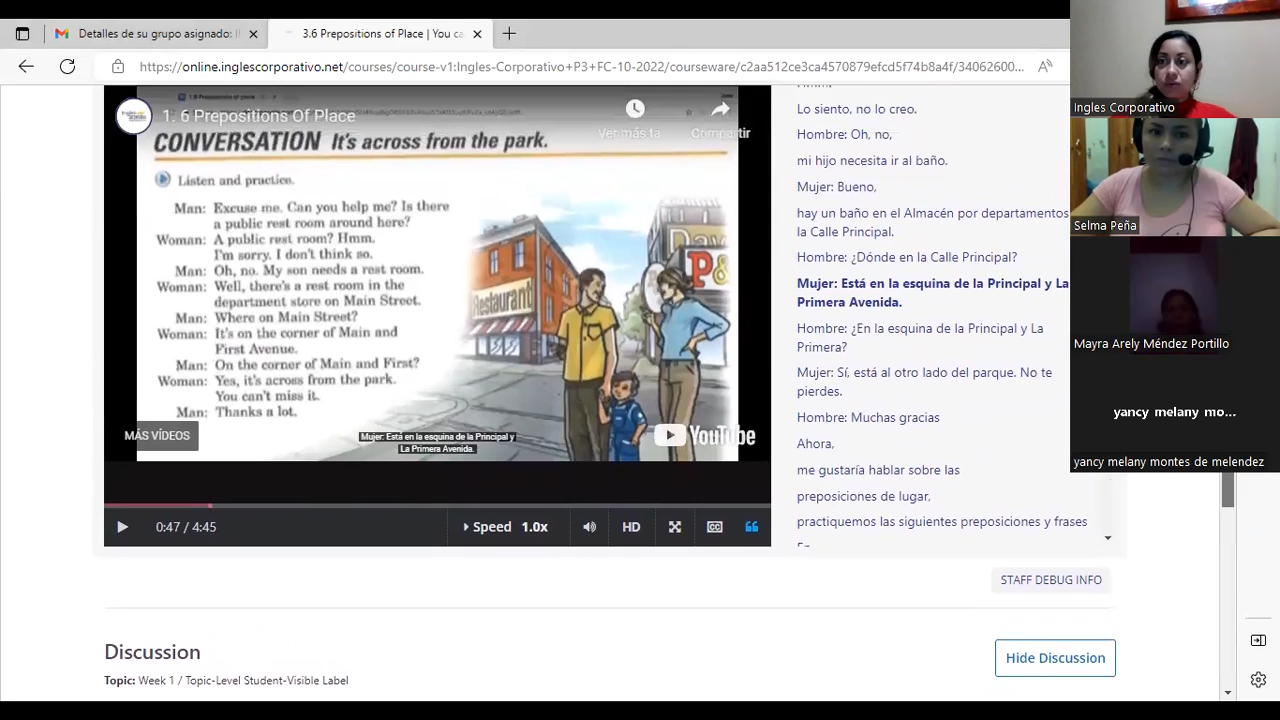 Detalles de su grupo asignado: I
3.6 Prepositions of Place | You ca
https://online.inglescorporativo.net/courses/course-v1:Ingles-Corporativo+P3+FC-10-2022/courseware/c2aa512ce3ca4570879efcd5f74b8a4f/34062600...
1. 6 Prepositions Of Place
Ver más ta
Compartir
CONVERSATION It's across from the park.
Listen and practice.
Man: Excuse me. Can you help me? Is there
a public rest room around here?
Woman: A public rest room? Hmm.
I'm sorry. I don't think so.
Man: Oh, no. My son needs a rest room.
Woman: Well, there's a rest room in the
department store on Main Street.
Man: Where on Main Street?
Woman: It's on the corner of Main and
First Avenue.
Man: On the corner of Main and First?
Woman: Yes, it's across from the park.
You can't miss it.
Man: Thanks a lot.
Restaurant
P&
MÁS VÍDEOS
Mujer: Está en la esquina de la Principal y
La Primera Avenida.
YouTube
0:47 / 4:45
Speed 1.0x
HD
CC
Lo siento, no lo creo.
Hombre: Oh, no,
mi hijo necesita ir al baño.
Mujer: Bueno,
hay un baño en el Almacén por departamentos
la Calle Principal.
Hombre: ¿Dónde en la Calle Principal?
Mujer: Está en la esquina de la Principal y La
Primera Avenida.
Hombre: ¿En la esquina de la Principal y La
Primera?
Mujer: Sí, está al otro lado del parque. No te
pierdes.
Hombre: Muchas gracias
Ahora,
me gustaría hablar sobre las
preposiciones de lugar,
practiquemos las siguientes preposiciones y frases
STAFF DEBUG INFO
Discussion
Hide Discussion
Topic: Week 1 / Topic-Level Student-Visible Label
Ingles Corporativo
Selma Peña
Mayra Arely Méndez Portillo
yancy melany mo...
yancy melany montes de melendez